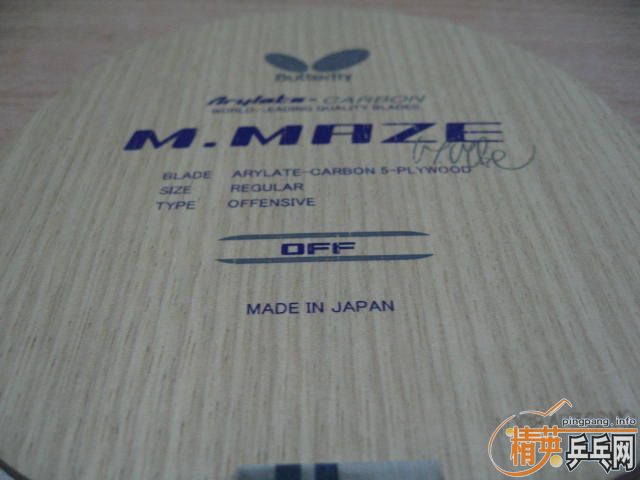 Butterfly
Arylate-CARBON
WORLD-LEADING QUALITY BLADES
M.MAZE
BLADE ARYLATE-CARBON 5-PLYWOOD
SIZE REGULAR
TYPE OFFENSIVE
OFF
MADE IN JAPAN
pingpang.info
精英乒乓网